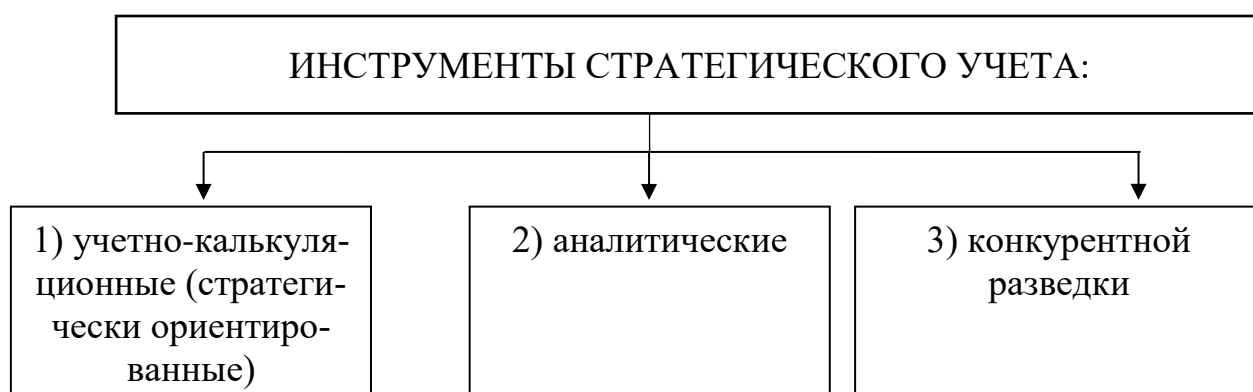 ИНСТРУМЕНТЫ СТРАТЕГИЧЕСКОГО УЧЕТА:
1) учетно-калькуля-
ционные (стратеги-
чески ориентиро-
ванные)
2) аналитические
3) конкурентной
разведки